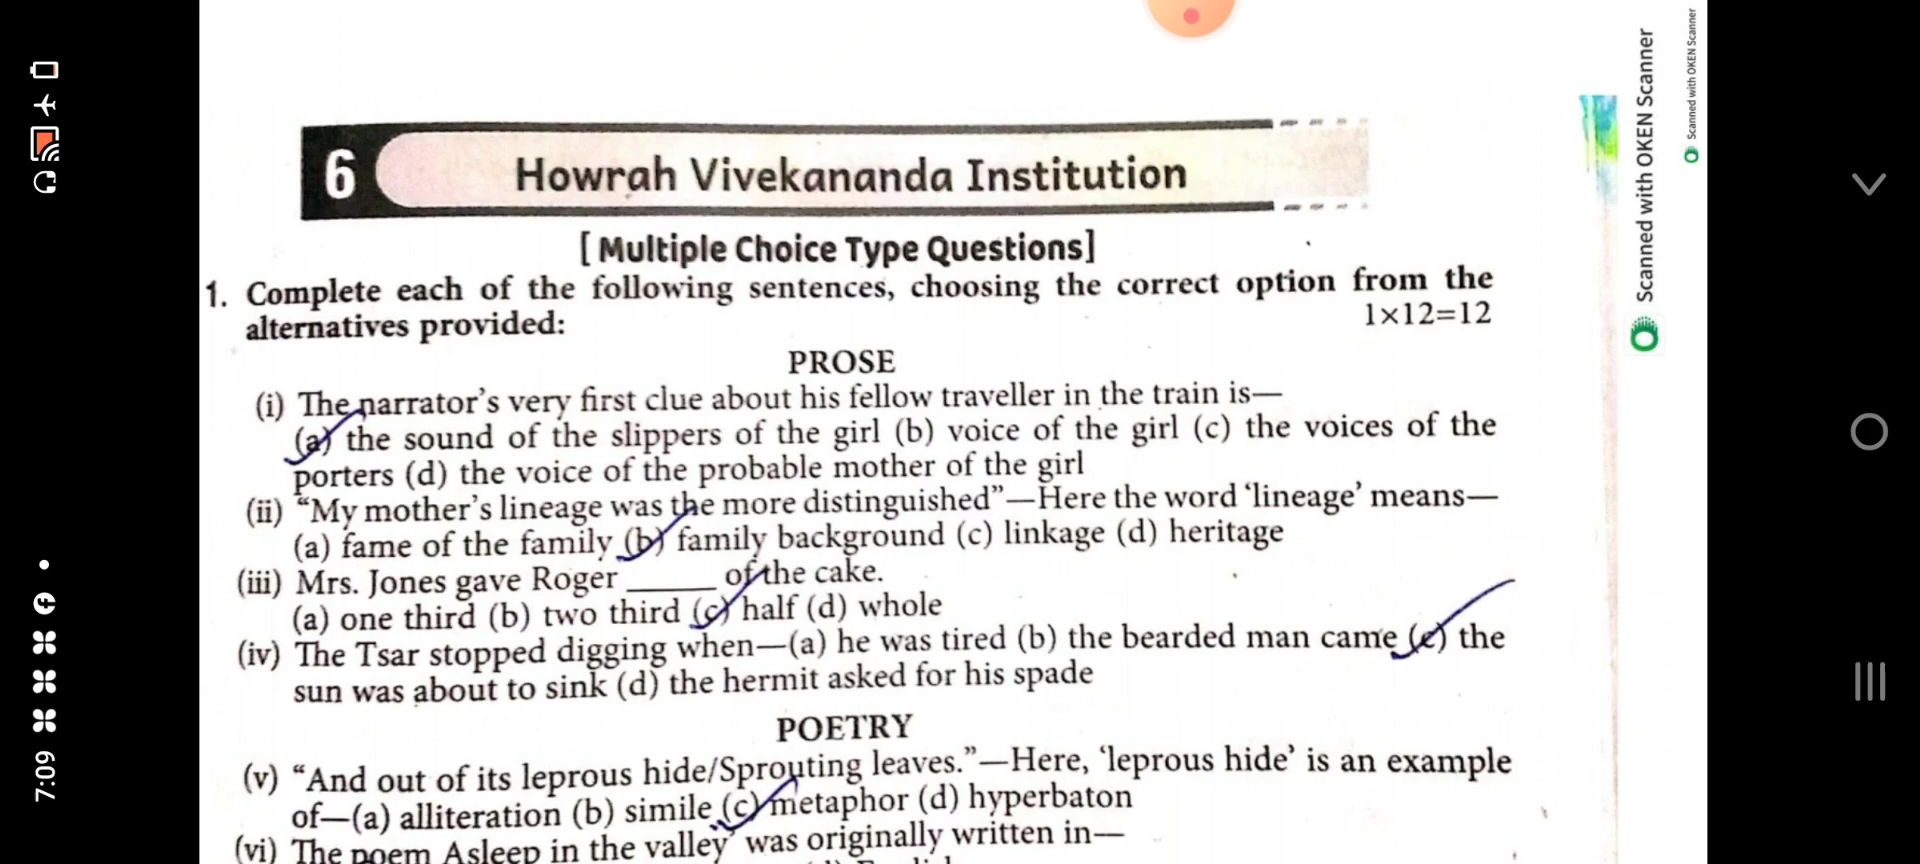 6 Howrah Vivekananda Institution
[ Multiple Choice Type Questions]
1. Complete each of the following sentences, choosing the correct option from the
alternatives provided: 1×12=12
PROSE
(i) The narrator's very first clue about his fellow traveller in the train is—
(a) the sound of the slippers of the girl (b) voice of the girl (c) the voices of the
porters (d) the voice of the probable mother of the girl
(ii) “My mother's lineage was the more distinguished”—Here the word ‘lineage’ means—
(a) fame of the family (b) family background (c) linkage (d) heritage
(iii) Mrs. Jones gave Roger _____ of the cake.
(a) one third (b) two third (c) half (d) whole
(iv) The Tsar stopped digging when—(a) he was tired (b) the bearded man came (c) the
sun was about to sink (d) the hermit asked for his spade
POETRY
(v) “And out of its leprous hide/Sprouting leaves.”—Here, ‘leprous hide’ is an example
of—(a) alliteration (b) simile (c) metaphor (d) hyperbaton
(vi) The poem Asleep in the valley’ was originally written in—
Scanned with OKEN Scanner
Scanned with OKEN Scanner
7:09